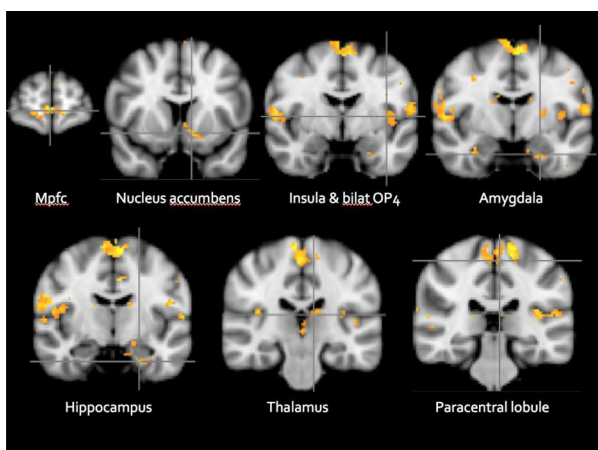 Mpfc
Nucleus accumbens
Insula & bilat OP4
Amygdala
Hippocampus
Thalamus
Paracentral lobule